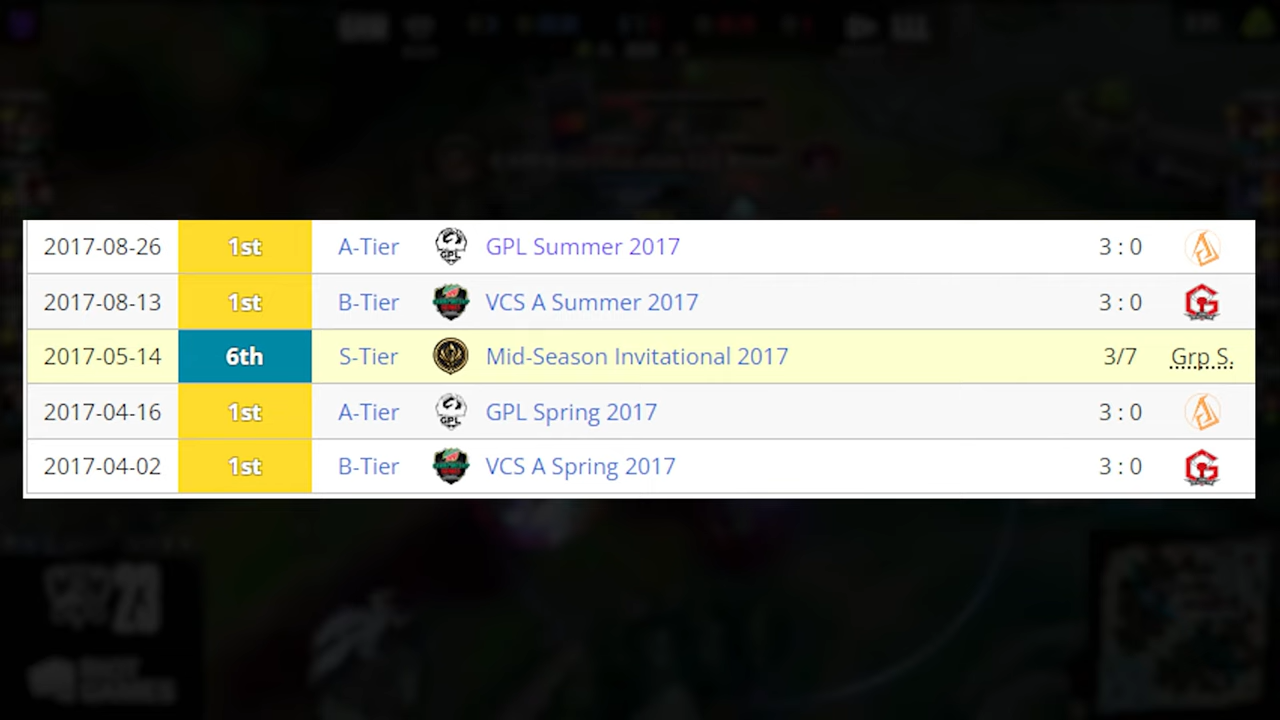 2017-08-26 1st A-Tier GPL GPL Summer 2017 3 : 0
2017-08-13 1st B-Tier VCS A Summer 2017 3 : 0
2017-05-14 6th S-Tier Mid-Season Invitational 2017 3/7 Grp S.
2017-04-16 1st A-Tier GPL GPL Spring 2017 3 : 0
2017-04-02 1st B-Tier VCS A Spring 2017 3 : 0